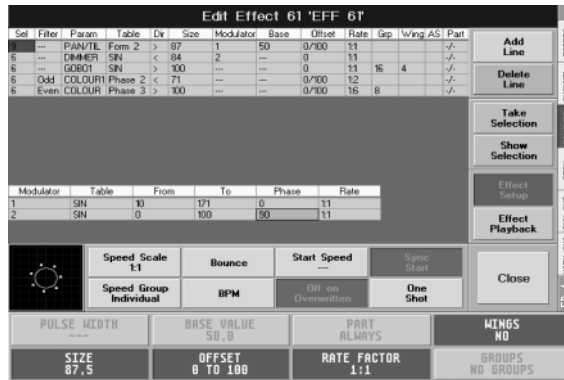 Edit Effect 61 'EFF 61'
Sel Filter Param Table Dir Size Modulator Base Offset Rate Grp Wing AS Part
9 --- PAN/TIL Form 2 > 87 1 50 0/100 1:1 -/-
6 --- DIMMER SIN < 84 2 --- 0 1:1 -/-
6 --- GOBO1 SIN > 100 --- --- 0 1:1 16 4 -/-
6 Odd COLOUR1 Phase 2 < 71 --- --- 0/100 1:2 -/-
6 Even COLOUR Phase 3 > 100 --- --- 0/100 1:6 8 -/-
Add Line
Delete Line
Take Selection
Show Selection
Effect Setup
Effect Playback
Modulator Table From To Phase Rate
1 SIN 10 171 0 1:1
2 SIN 0 100 90 1:1
Speed Scale 1:1
Bounce
Start Speed ---
Sync Start
Close
Speed Group Individual
BPM
Off on Overwritten
One Shot
PULSE WIDTH ---
BASE VALUE 50,0
PART ALWAYS
WINGS NO
SIZE 87,5
OFFSET 0 TO 100
RATE FACTOR 1:1
GROUPS NO GROUPS